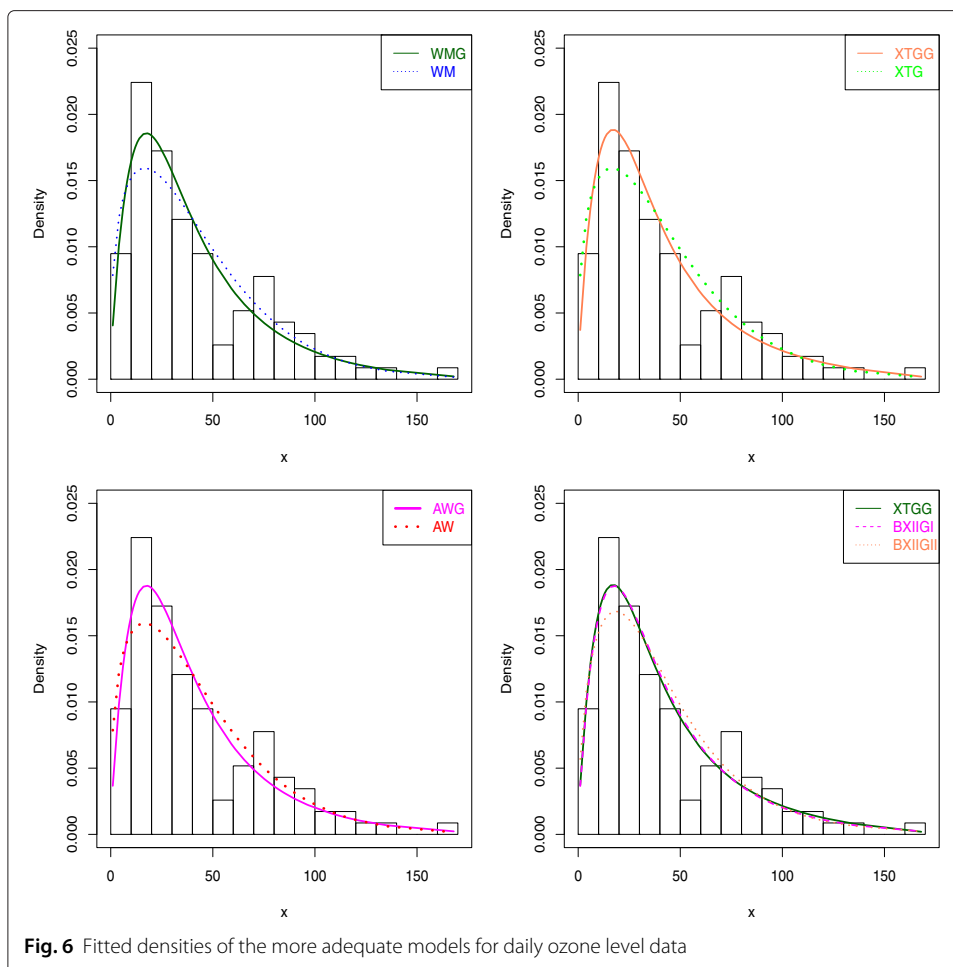 WMG
WM
Density
0.000
0.005
0.010
0.015
0.020
0.025
0
50
100
150
x
XTGG
XTG
Density
0.000
0.005
0.010
0.015
0.020
0.025
0
50
100
150
x
AWG
AW
Density
0.000
0.005
0.010
0.015
0.020
0.025
0
50
100
150
x
XTGG
BXIIGI
BXIIGII
Density
0.000
0.005
0.010
0.015
0.020
0.025
0
50
100
150
x
Fig. 6 Fitted densities of the more adequate models for daily ozone level data